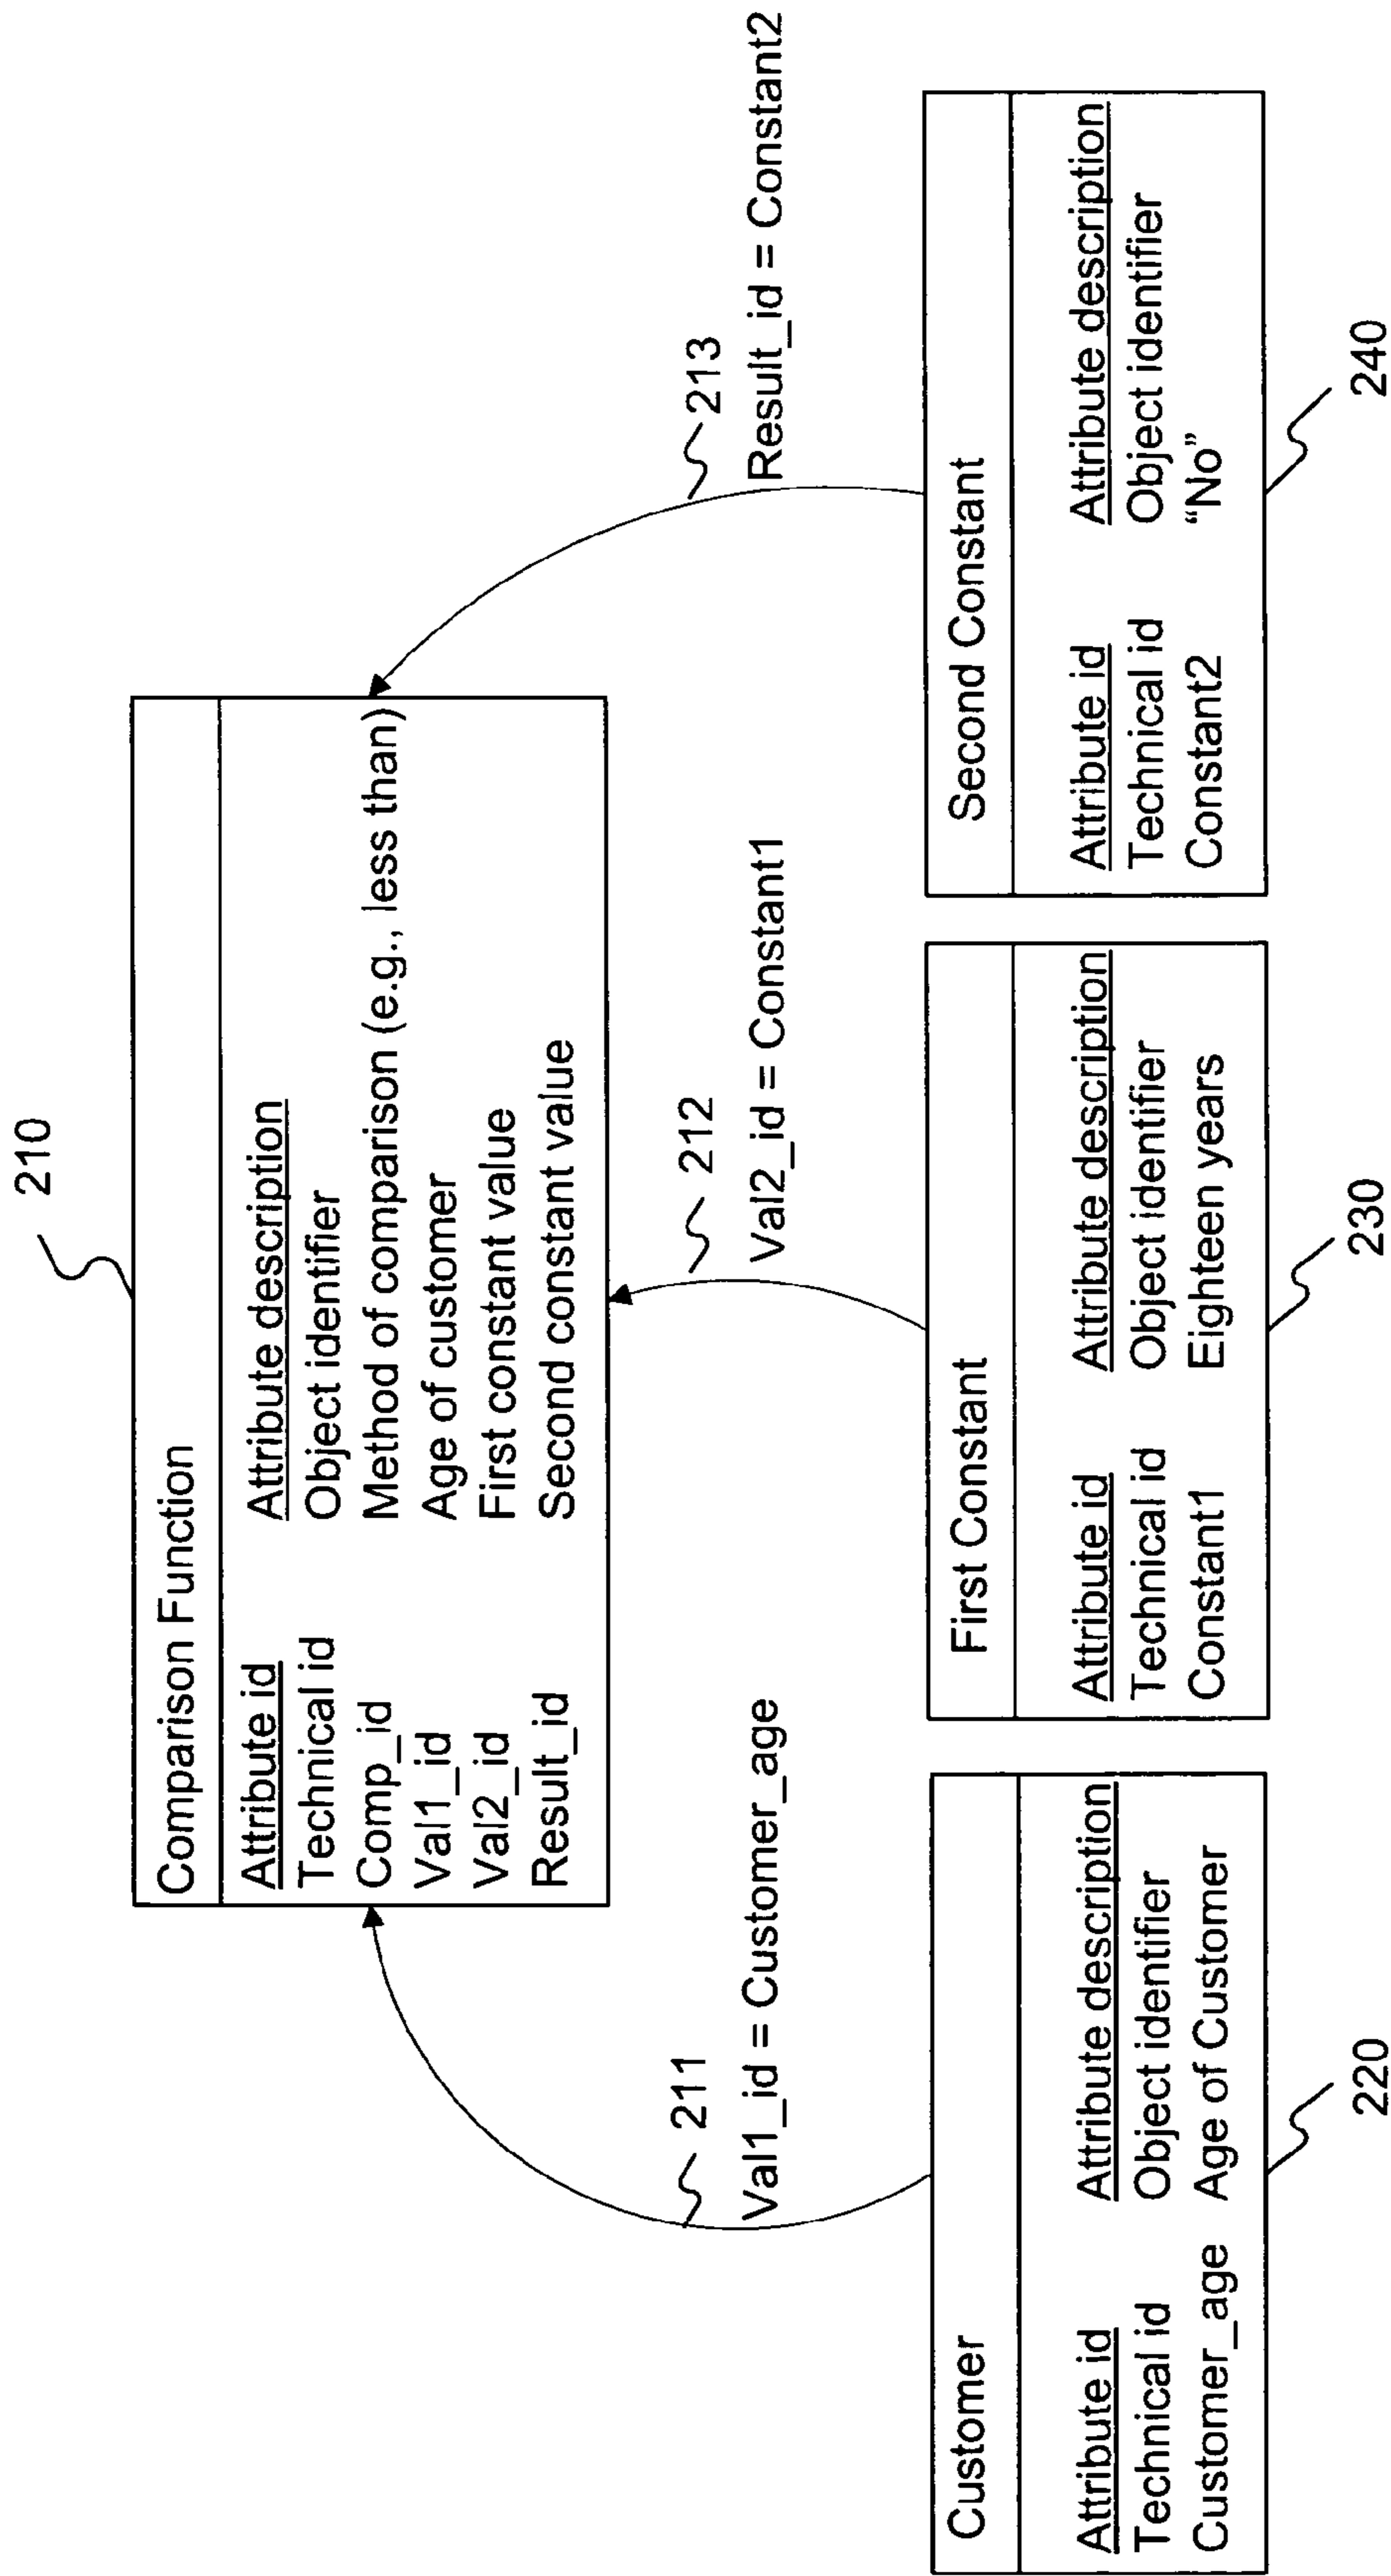 210
Comparison Function
Attribute id Attribute description
Technical id Object identifier
Comp_id Method of comparison (e.g., less than)
Val1_id Age of customer
Val2_id First constant value
Result_id Second constant value
211
Val1_id = Customer_age
212
Val2_id = Constant1
213
Result_id = Constant2
Customer
Attribute id Attribute description
Technical id Object identifier
Customer_age Age of Customer
220
First Constant
Attribute id Attribute description
Technical id Object identifier
Constant1 Eighteen years
230
Second Constant
Attribute id Attribute description
Technical id Object identifier
Constant2 “No”
240